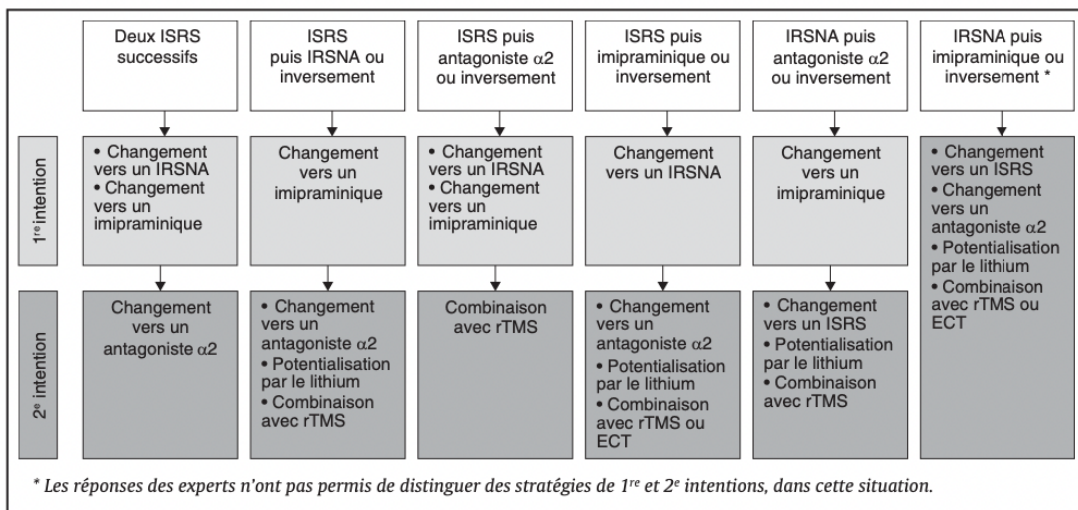 Deux ISRS
successifs
ISRS
puis IRSNA ou
inversement
ISRS puis
antagoniste α2
ou inversement
ISRS puis
imipraminique ou
inversement
IRSNA puis
antagoniste α2
ou inversement
IRSNA puis
imipraminique ou
inversement *
1re intention
• Changement
vers un IRSNA
• Changement
vers un
imipraminique
Changement
vers un
imipraminique
• Changement
vers un IRSNA
• Changement
vers un
imipraminique
Changement
vers un IRSNA
Changement
vers un
imipraminique
• Changement
vers un ISRS
• Changement
vers un
antagoniste α2
• Potentialisation
par le lithium
• Combinaison
avec rTMS ou
ECT
2e intention
Changement
vers un
antagoniste α2
• Changement
vers un
antagoniste α2
• Potentialisation
par le lithium
• Combinaison
avec rTMS
Combinaison
avec rTMS
• Changement
vers un
antagoniste α2
• Potentialisation
par le lithium
• Combinaison
avec rTMS ou
ECT
• Changement
vers un ISRS
• Potentialisation
par le lithium
• Combinaison
avec rTMS
* Les réponses des experts n'ont pas permis de distinguer des stratégies de 1re et 2e intentions, dans cette situation.